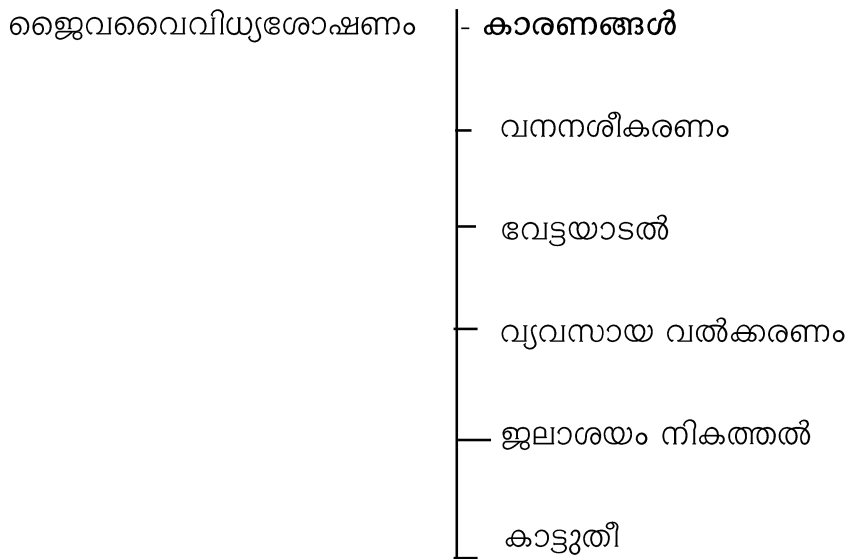 ജൈവവൈവിധ്യശോഷണം - കാരണങ്ങൾ
വനനശീകരണം
വേട്ടയാടൽ
വ്യവസായ വൽക്കരണം
ജലാശയം നികത്തൽ
കാട്ടുതീ